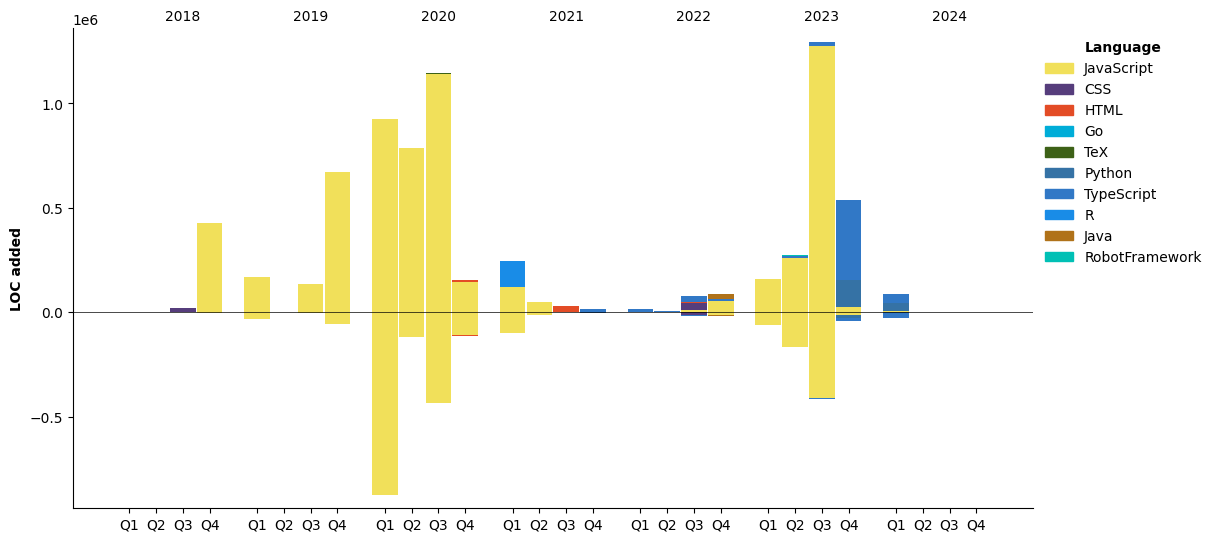 1e6
2018 2019 2020 2021 2022 2023 2024
Language
JavaScript
CSS
HTML
Go
TeX
Python
TypeScript
R
Java
RobotFramework
LOC added
1.0
0.5
0.0
−0.5
Q1 Q2 Q3 Q4 Q1 Q2 Q3 Q4 Q1 Q2 Q3 Q4 Q1 Q2 Q3 Q4 Q1 Q2 Q3 Q4 Q1 Q2 Q3 Q4 Q1 Q2 Q3 Q4